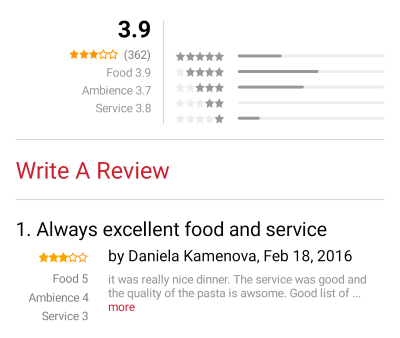 3.9
(362)
Food 3.9
Ambience 3.7
Service 3.8
Write A Review
1. Always excellent food and service
by Daniela Kamenova, Feb 18, 2016
Food 5
Ambience 4
Service 3
it was really nice dinner. The service was good and
the quality of the pasta is awsome. Good list of ...
more